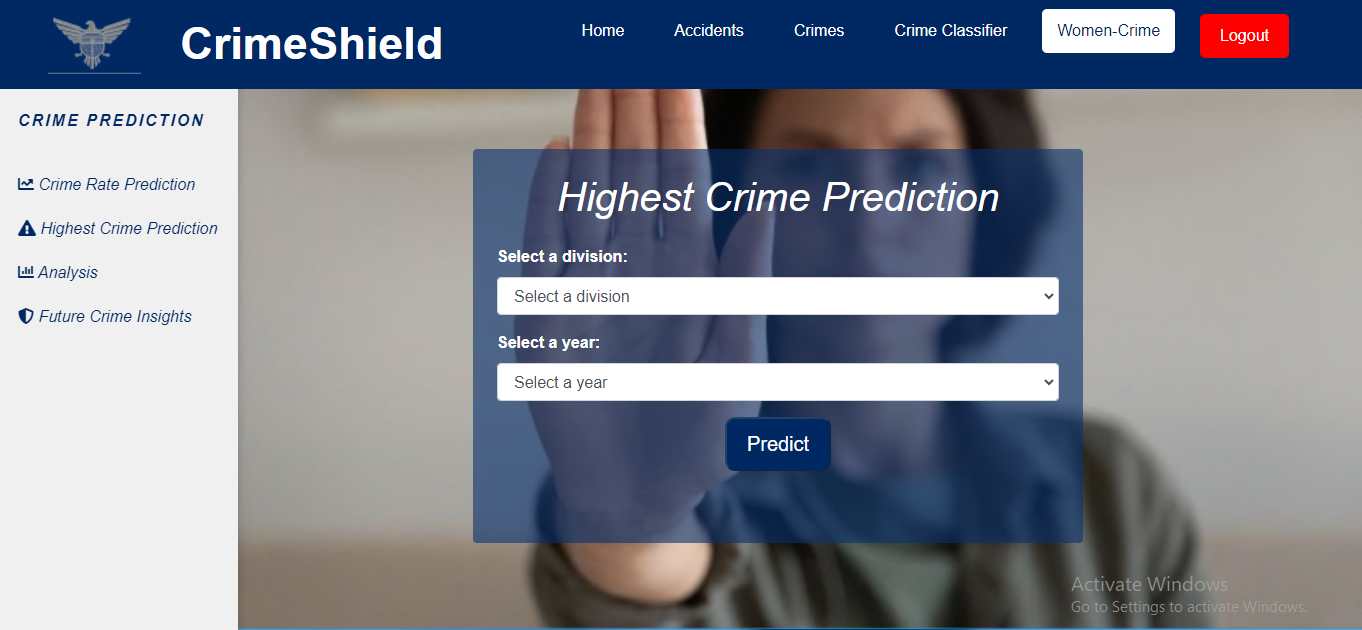 CrimeShield
Home
Accidents
Crimes
Crime Classifier
Women-Crime
Logout
CRIME PREDICTION
Crime Rate Prediction
Highest Crime Prediction
Analysis
Future Crime Insights
Highest Crime Prediction
Select a division:
Select a division
Select a year:
Select a year
Predict
Activate Windows
Go to Settings to activate Windows.